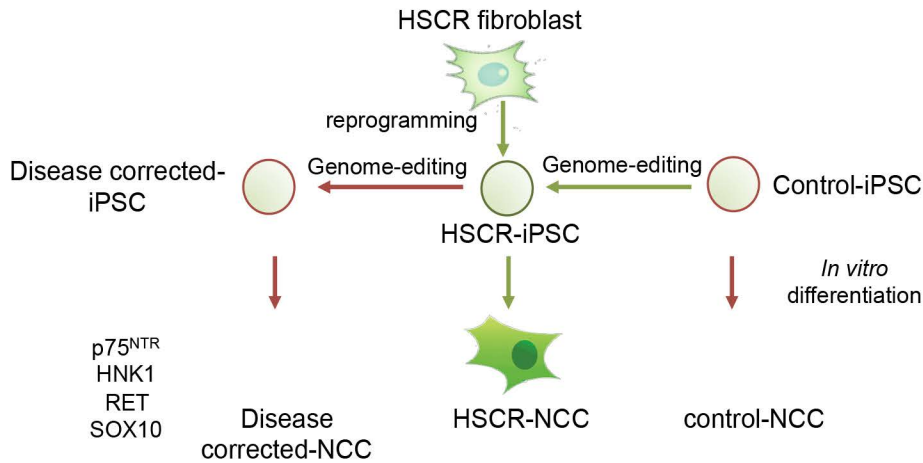 HSCR fibroblast
reprogramming
Disease corrected-
iPSC
Genome-editing
Genome-editing
Control-iPSC
HSCR-iPSC
In vitro
differentiation
p75NTR
HNK1
RET
SOX10
Disease
corrected-NCC
HSCR-NCC
control-NCC